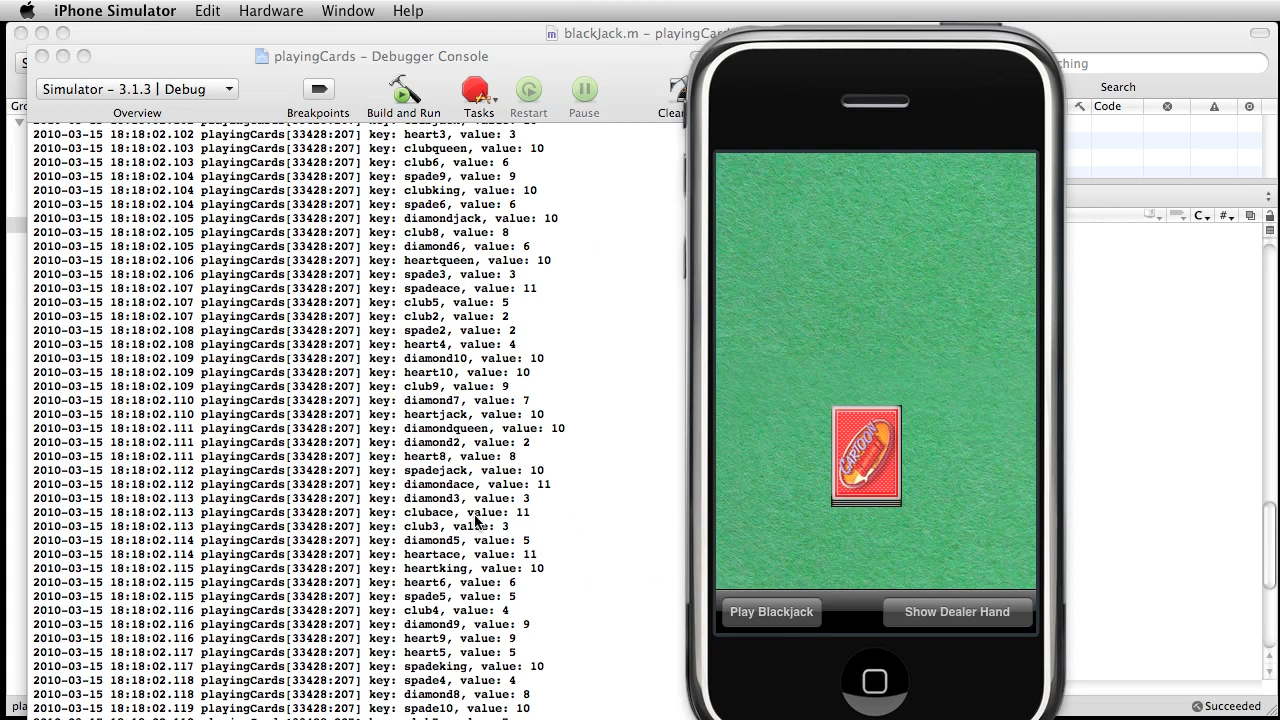 iPhone Simulator Edit Hardware Window Help
blackJack.m – playingCar
playingCards – Debugger Console
Simulator - 3.1.3 | Debug
Overview Breakpoints Build and Run Tasks Restart Pause Clear
Search
Code
2010-03-15 18:18:02.102 playingCards[33428:207] key: heart3, value: 3
2010-03-15 18:18:02.103 playingCards[33428:207] key: clubqueen, value: 10
2010-03-15 18:18:02.103 playingCards[33428:207] key: club6, value: 6
2010-03-15 18:18:02.104 playingCards[33428:207] key: spade9, value: 9
2010-03-15 18:18:02.104 playingCards[33428:207] key: clubking, value: 10
2010-03-15 18:18:02.104 playingCards[33428:207] key: spade6, value: 6
2010-03-15 18:18:02.105 playingCards[33428:207] key: diamondjack, value: 10
2010-03-15 18:18:02.105 playingCards[33428:207] key: club8, value: 8
2010-03-15 18:18:02.105 playingCards[33428:207] key: diamond6, value: 6
2010-03-15 18:18:02.106 playingCards[33428:207] key: heartqueen, value: 10
2010-03-15 18:18:02.106 playingCards[33428:207] key: spade3, value: 3
2010-03-15 18:18:02.107 playingCards[33428:207] key: spadeace, value: 11
2010-03-15 18:18:02.107 playingCards[33428:207] key: club5, value: 5
2010-03-15 18:18:02.107 playingCards[33428:207] key: club2, value: 2
2010-03-15 18:18:02.108 playingCards[33428:207] key: spade2, value: 2
2010-03-15 18:18:02.108 playingCards[33428:207] key: heart4, value: 4
2010-03-15 18:18:02.109 playingCards[33428:207] key: diamond10, value: 10
2010-03-15 18:18:02.109 playingCards[33428:207] key: heart10, value: 10
2010-03-15 18:18:02.109 playingCards[33428:207] key: club9, value: 9
2010-03-15 18:18:02.110 playingCards[33428:207] key: diamond7, value: 7
2010-03-15 18:18:02.110 playingCards[33428:207] key: heartjack, value: 10
2010-03-15 18:18:02.110 playingCards[33428:207] key: diamondqueen, value: 10
2010-03-15 18:18:02.111 playingCards[33428:207] key: diamond2, value: 2
2010-03-15 18:18:02.111 playingCards[33428:207] key: heart8, value: 8
2010-03-15 18:18:02.112 playingCards[33428:207] key: spadejack, value: 10
2010-03-15 18:18:02.112 playingCards[33428:207] key: diamondace, value: 11
2010-03-15 18:18:02.113 playingCards[33428:207] key: diamond3, value: 3
2010-03-15 18:18:02.113 playingCards[33428:207] key: clubace, value: 11
2010-03-15 18:18:02.113 playingCards[33428:207] key: club3, value: 3
2010-03-15 18:18:02.114 playingCards[33428:207] key: diamond5, value: 5
2010-03-15 18:18:02.114 playingCards[33428:207] key: heartace, value: 11
2010-03-15 18:18:02.115 playingCards[33428:207] key: heartking, value: 10
2010-03-15 18:18:02.115 playingCards[33428:207] key: heart6, value: 6
2010-03-15 18:18:02.115 playingCards[33428:207] key: spade5, value: 5
2010-03-15 18:18:02.116 playingCards[33428:207] key: club4, value: 4
2010-03-15 18:18:02.116 playingCards[33428:207] key: diamond9, value: 9
2010-03-15 18:18:02.116 playingCards[33428:207] key: heart9, value: 9
2010-03-15 18:18:02.117 playingCards[33428:207] key: heart5, value: 5
2010-03-15 18:18:02.117 playingCards[33428:207] key: spadeking, value: 10
2010-03-15 18:18:02.118 playingCards[33428:207] key: spade4, value: 4
2010-03-15 18:18:02.118 playingCards[33428:207] key: diamond8, value: 8
2010-03-15 18:18:02.119 playingCards[33428:207] key: spade10, value: 10
CARTOON
Play Blackjack Show Dealer Hand
Succeeded